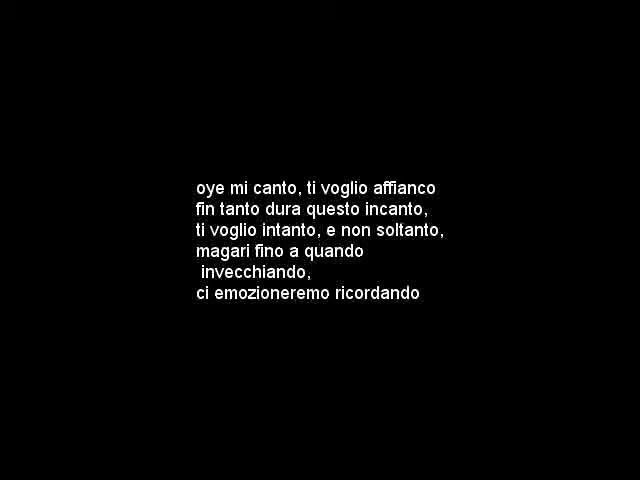 oye mi canto, ti voglio affianco
fin tanto dura questo incanto,
ti voglio intanto, e non soltanto,
magari fino a quando
invecchiando,
ci emozioneremo ricordando